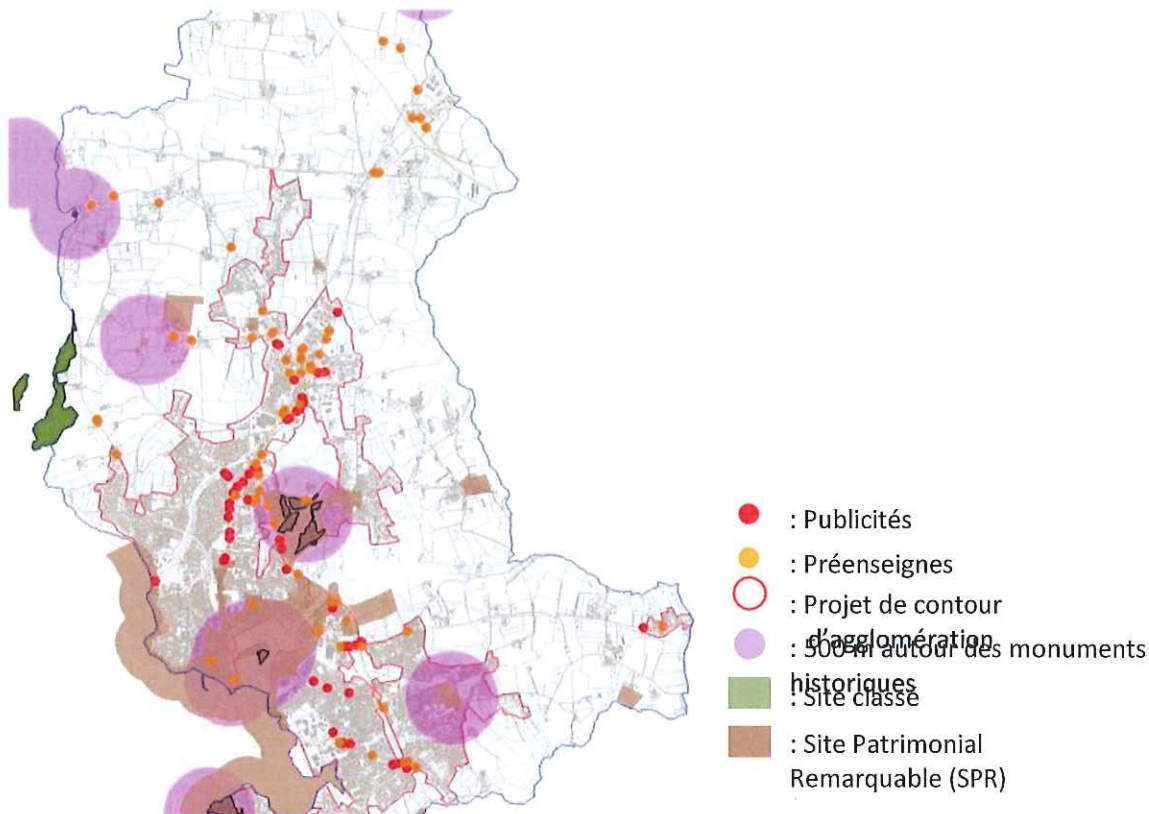 : Publicités
: Préenseignes
: Projet de contour
d'agglomération
: 500 m autour des monuments
historiques
: Site classé
: Site Patrimonial
Remarquable (SPR)